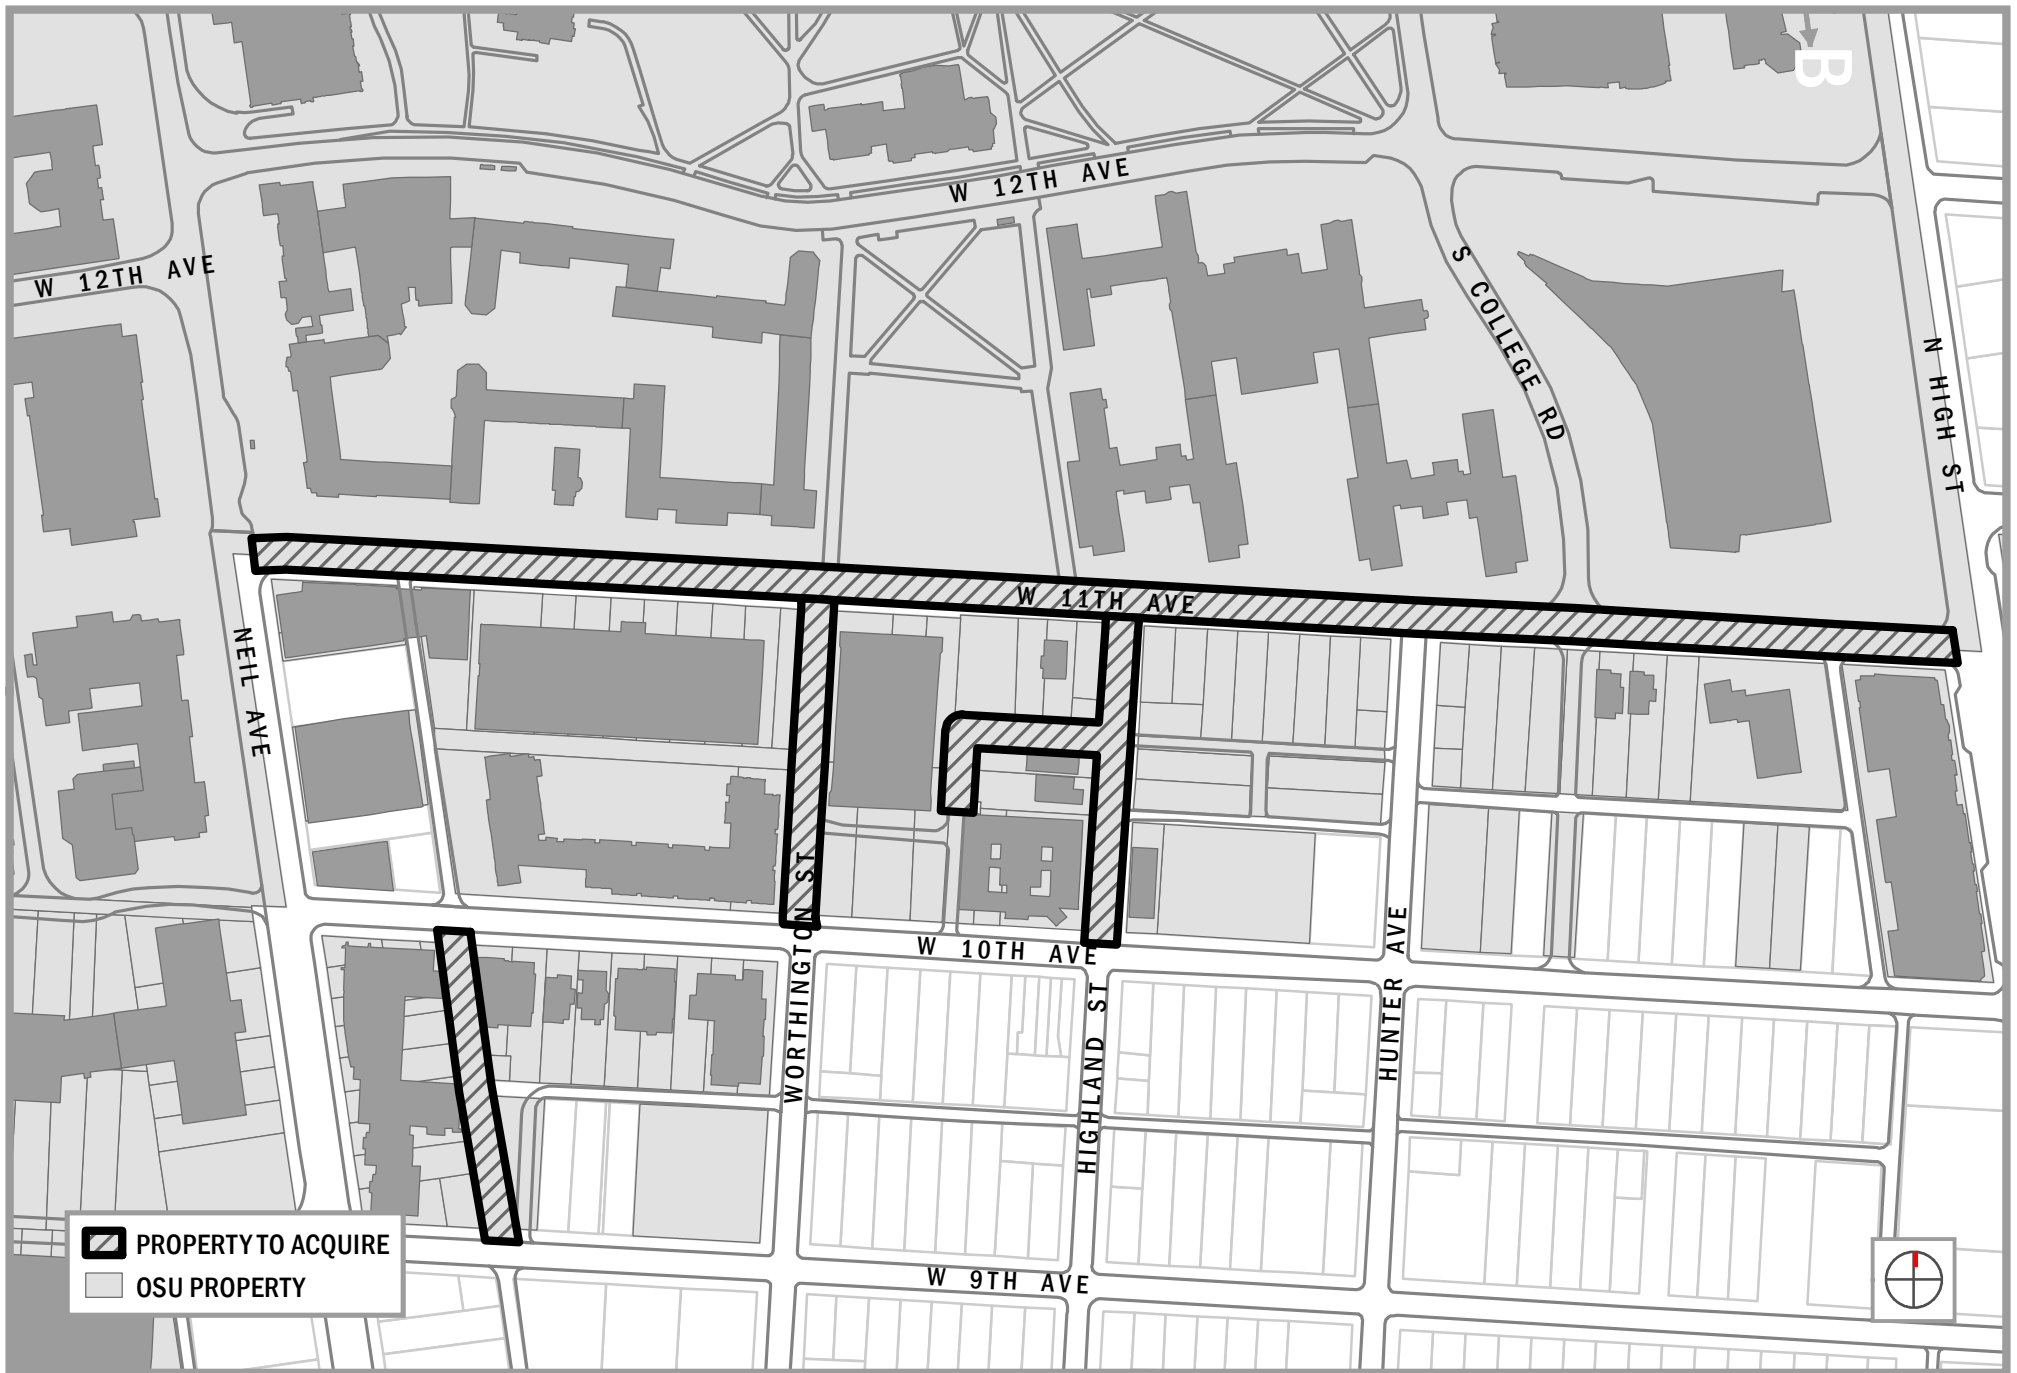 B
W 12TH AVE
W 12TH AVE
S COLLEGE RD
N HIGH ST
W 11TH AVE
NEIL AVE
WORTHINGTON ST
W 10TH AVE
HIGHLAND ST
HUNTER AVE
W 9TH AVE
PROPERTY TO ACQUIRE
OSU PROPERTY